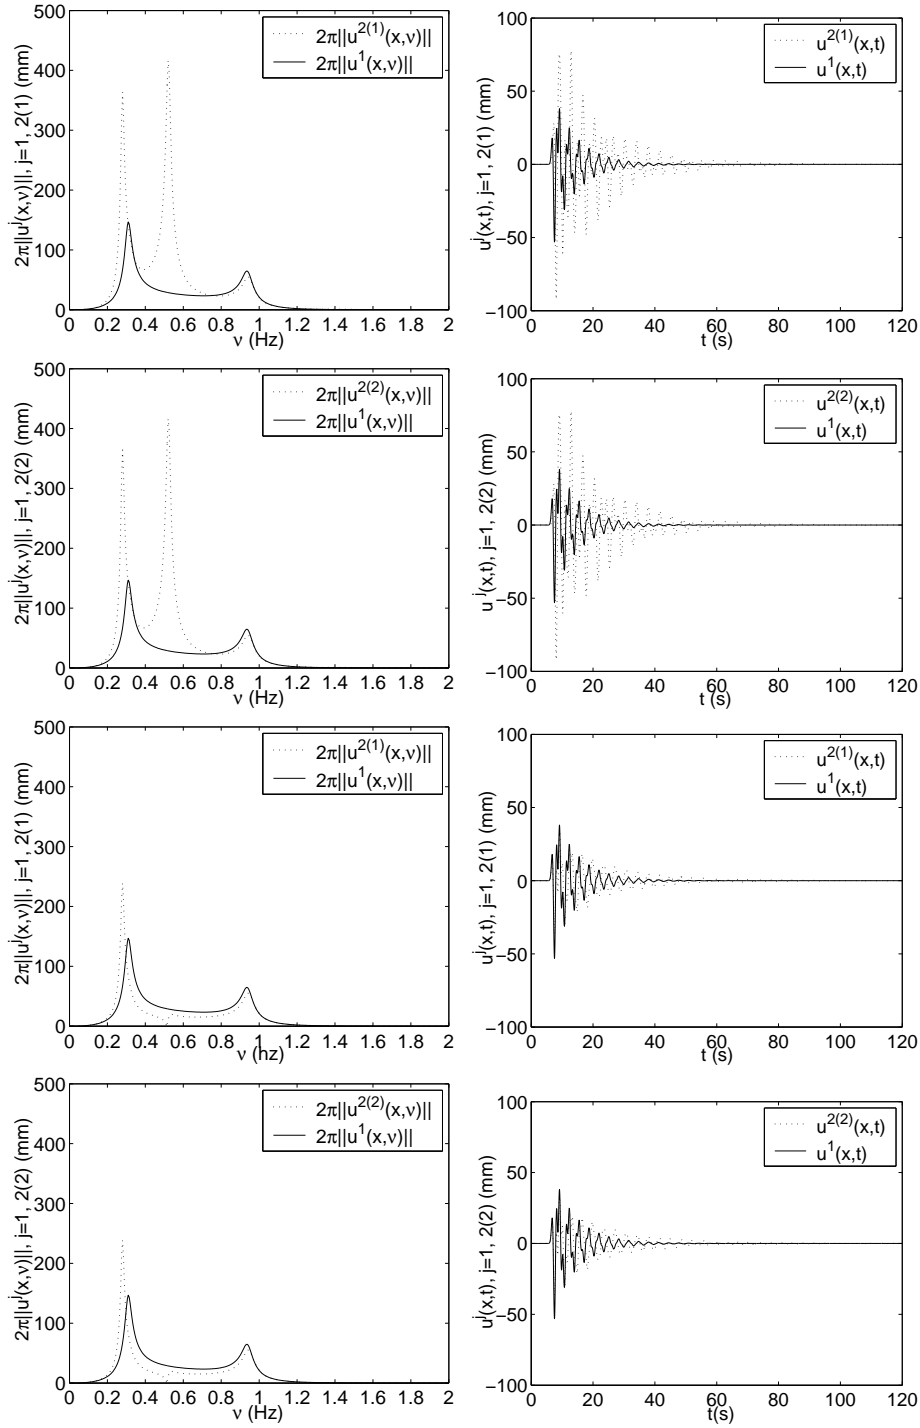 2π||u^j(x,ν)||, j=1, 2(1) (mm)
500
400
300
200
100
0
0 0.2 0.4 0.6 0.8 1 1.2 1.4 1.6 1.8 2
ν (Hz)
2π||u^2(1)(x,ν)||
2π||u^1(x,ν)||
u^j(x,t), j=1, 2(1) (mm)
100
50
0
−50
−100
0 20 40 60 80 100 120
t (s)
u^2(1)(x,t)
u^1(x,t)
2π||u^j(x,ν)||, j=1, 2(2) (mm)
500
400
300
200
100
0
0 0.2 0.4 0.6 0.8 1 1.2 1.4 1.6 1.8 2
ν (Hz)
2π||u^2(2)(x,ν)||
2π||u^1(x,ν)||
u^j(x,t), j=1, 2(2) (mm)
100
50
0
−50
−100
0 20 40 60 80 100 120
t (s)
u^2(2)(x,t)
u^1(x,t)
2π||u^j(x,ν)||, j=1, 2(1) (mm)
500
400
300
200
100
0
0 0.2 0.4 0.6 0.8 1 1.2 1.4 1.6 1.8 2
ν (hz)
2π||u^2(1)(x,ν)||
2π||u^1(x,ν)||
u^j(x,t), j=1, 2(1) (mm)
100
50
0
−50
−100
0 20 40 60 80 100 120
t (s)
u^2(1)(x,t)
u^1(x,t)
2π||u^j(x,ν)||, j=1, 2(2) (mm)
500
400
300
200
100
0
0 0.2 0.4 0.6 0.8 1 1.2 1.4 1.6 1.8 2
ν (Hz)
2π||u^2(2)(x,ν)||
2π||u^1(x,ν)||
u^j(x,t), j=1, 2(2) (mm)
100
50
0
−50
−100
0 20 40 60 80 100 120
t(s)
u^2(2)(x,t)
u^1(x,t)